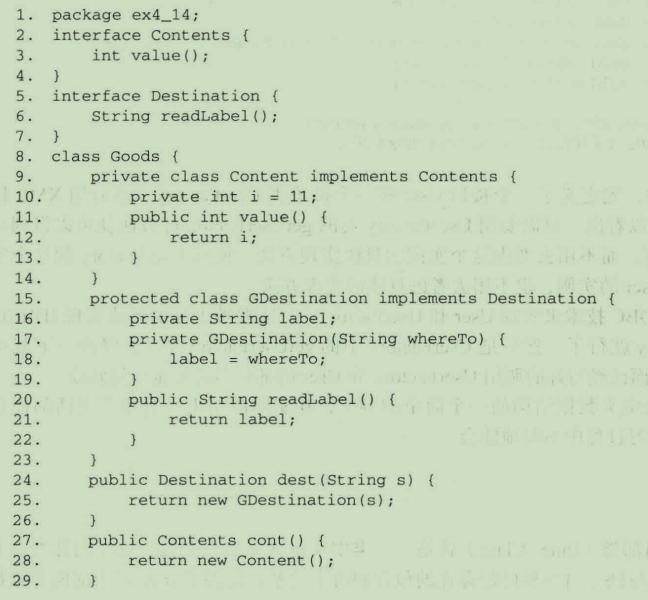 1. package ex4_14;
2. interface Contents {
3.     int value();
4. }
5. interface Destination {
6.     String readLabel();
7. }
8. class Goods {
9.     private class Content implements Contents {
10.         private int i = 11;
11.         public int value() {
12.             return i;
13.         }
14.     }
15.     protected class GDestination implements Destination {
16.         private String label;
17.         private GDestination(String whereTo) {
18.             label = whereTo;
19.         }
20.         public String readLabel() {
21.             return label;
22.         }
23.     }
24.     public Destination dest(String s) {
25.         return new GDestination(s);
26.     }
27.     public Contents cont() {
28.         return new Content();
29.     }